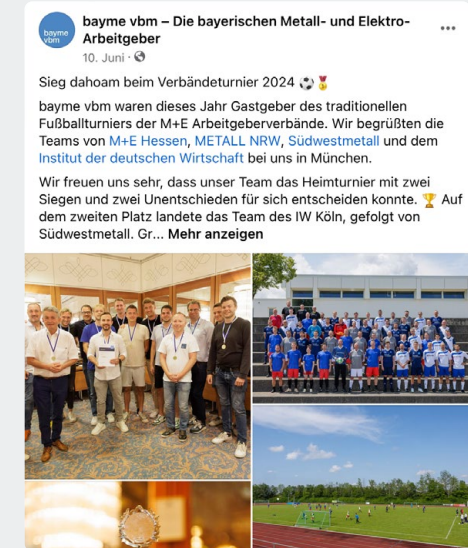 bayme vbm – Die bayerischen Metall- und Elektro-
Arbeitgeber
bayme
vbm
10. Juni ·
Sieg dahoam beim Verbändeturnier 2024 ⚽🏅
bayme vbm waren dieses Jahr Gastgeber des traditionellen
Fußballturniers der M+E Arbeitgeberverbände. Wir begrüßten die
Teams von M+E Hessen, METALL NRW, Südwestmetall und dem
Institut der deutschen Wirtschaft bei uns in München.
Wir freuen uns sehr, dass unser Team das Heimturnier mit zwei
Siegen und zwei Unentschieden für sich entscheiden konnte. 🏆 Auf
dem zweiten Platz landete das Team des IW Köln, gefolgt von
Südwestmetall. Gr... Mehr anzeigen